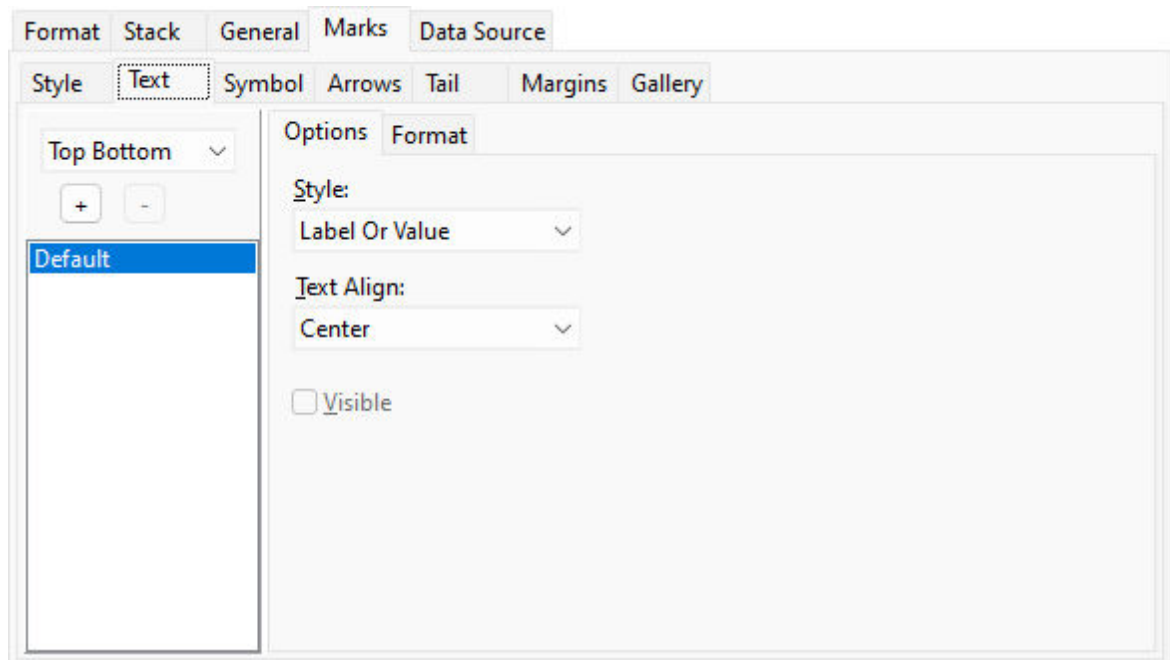 Format Stack General Marks Data Source
Style Text Symbol Arrows Tail Margins Gallery
Top Bottom
+ -
Default
Options Format
Style:
Label Or Value
Text Align:
Center
Visible